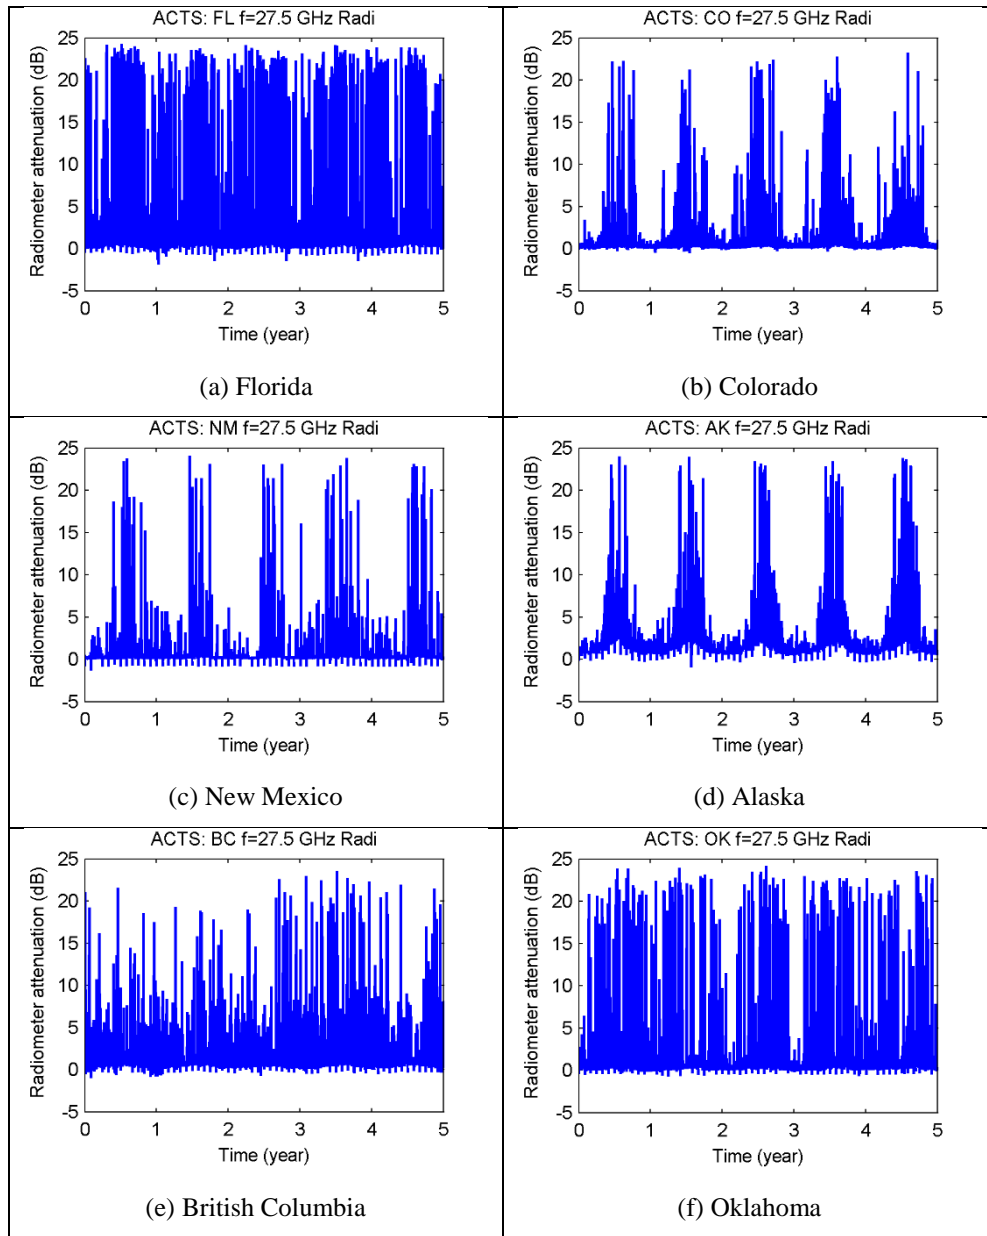 ACTS: FL f=27.5 GHz Radi
25
20
15
10
5
0
-5
Radiometer attenuation (dB)
0 1 2 3 4 5
Time (year)
(a) Florida
ACTS: CO f=27.5 GHz Radi
25
20
15
10
5
0
-5
Radiometer attenuation (dB)
0 1 2 3 4 5
Time (year)
(b) Colorado
ACTS: NM f=27.5 GHz Radi
25
20
15
10
5
0
-5
Radiometer attenuation (dB)
0 1 2 3 4 5
Time (year)
(c) New Mexico
ACTS: AK f=27.5 GHz Radi
25
20
15
10
5
0
-5
Radiometer attenuation (dB)
0 1 2 3 4 5
Time (year)
(d) Alaska
ACTS: BC f=27.5 GHz Radi
25
20
15
10
5
0
-5
Radiometer attenuation (dB)
0 1 2 3 4 5
Time (year)
(e) British Columbia
ACTS: OK f=27.5 GHz Radi
25
20
15
10
5
0
-5
Radiometer attenuation (dB)
0 1 2 3 4 5
Time (year)
(f) Oklahoma